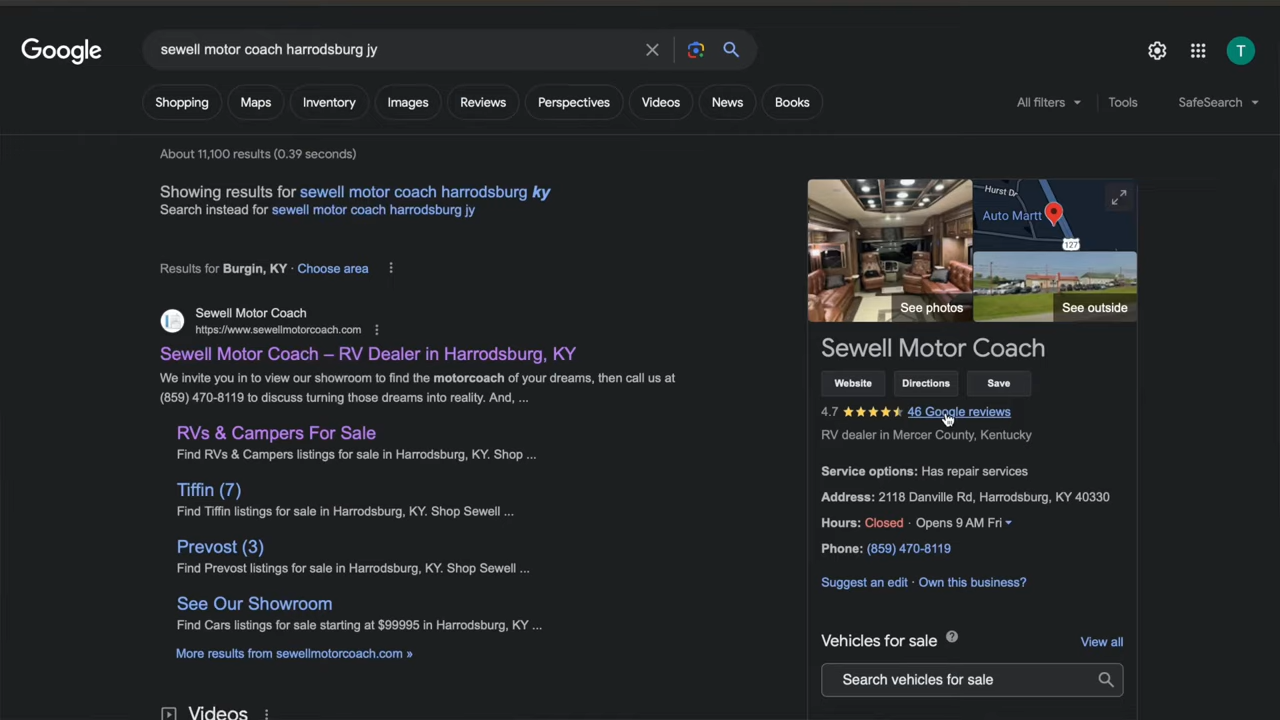 Google
sewell motor coach harrodsburg jy
T
Shopping
Maps
Inventory
Images
Reviews
Perspectives
Videos
News
Books
All filters
Tools
SafeSearch
About 11,100 results (0.39 seconds)
Showing results for sewell motor coach harrodsburg ky
Search instead for sewell motor coach harrodsburg jy
Results for Burgin, KY · Choose area
Sewell Motor Coach
https://www.sewellmotorcoach.com
Sewell Motor Coach – RV Dealer in Harrodsburg, KY
We invite you in to view our showroom to find the motorcoach of your dreams, then call us at
(859) 470-8119 to discuss turning those dreams into reality. And, ...
RVs & Campers For Sale
Find RVs & Campers listings for sale in Harrodsburg, KY. Shop ...
Tiffin (7)
Find Tiffin listings for sale in Harrodsburg, KY. Shop Sewell ...
Prevost (3)
Find Prevost listings for sale in Harrodsburg, KY. Shop Sewell ...
See Our Showroom
Find Cars listings for sale starting at $99995 in Harrodsburg, KY ...
More results from sewellmotorcoach.com »
Videos
Hurst D
Auto Martt
127
See photos
See outside
Sewell Motor Coach
Website
Directions
Save
4.7
46 Google reviews
RV dealer in Mercer County, Kentucky
Service options: Has repair services
Address: 2118 Danville Rd, Harrodsburg, KY 40330
Hours: Closed · Opens 9 AM Fri
Phone: (859) 470-8119
Suggest an edit · Own this business?
Vehicles for sale
?
View all
Search vehicles for sale